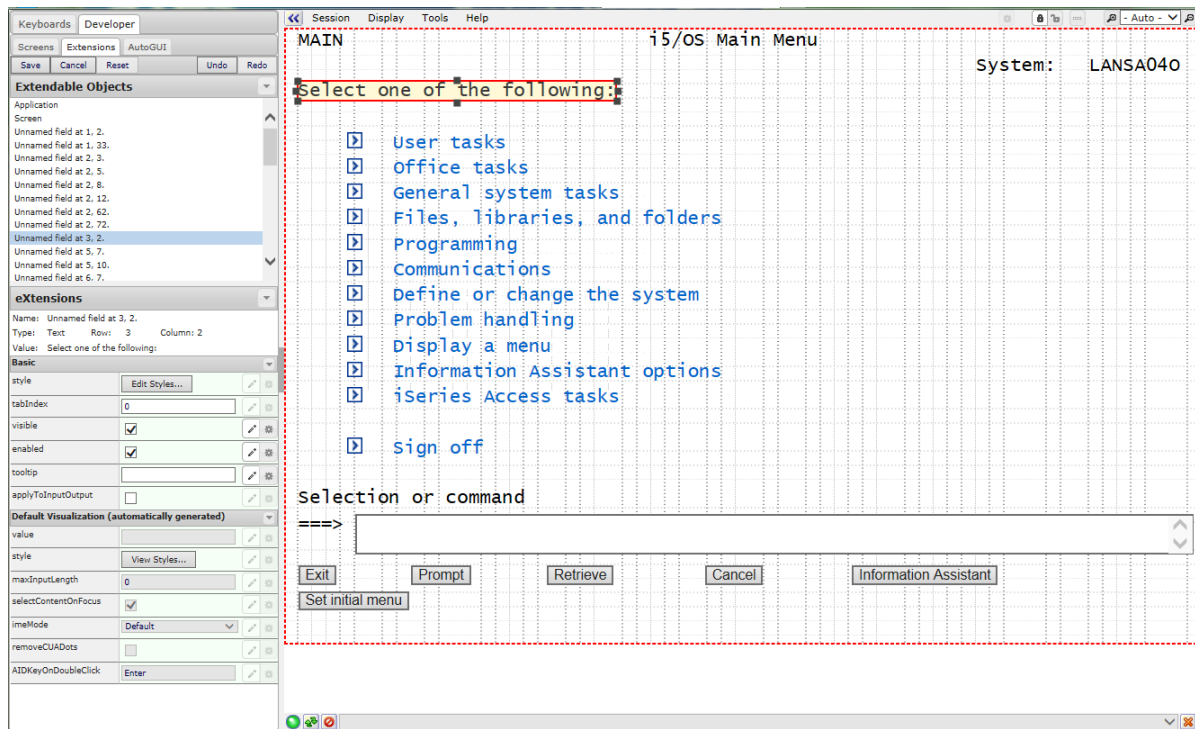 Keyboards Developer
Screens Extensions AutoGUI
Save Cancel Reset Undo Redo
Extendable Objects
Application
Screen
Unnamed field at 1, 2.
Unnamed field at 1, 33.
Unnamed field at 2, 3.
Unnamed field at 2, 5.
Unnamed field at 2, 8.
Unnamed field at 2, 12.
Unnamed field at 2, 62.
Unnamed field at 2, 72.
Unnamed field at 3, 2.
Unnamed field at 5, 7.
Unnamed field at 5, 10.
Unnamed field at 6, 7.
eXtensions
Name: Unnamed field at 3, 2.
Type: Text Row: 3 Column: 2
Value: Select one of the following:
Basic
style Edit Styles...
tabIndex 0
visible
enabled
tooltip
applyToInputOutput
Default Visualization (automatically generated)
value
style View Styles...
maxInputLength 0
selectContentOnFocus
imeMode Default
removeCUADots
AIDKeyOnDoubleClick Enter
Session Display Tools Help - Auto -
MAIN i5/OS Main Menu
System: LANSA04O
Select one of the following:
User tasks
Office tasks
General system tasks
Files, libraries, and folders
Programming
Communications
Define or change the system
Problem handling
Display a menu
Information Assistant options
iSeries Access tasks
Sign off
Selection or command
===>
Exit Prompt Retrieve Cancel Information Assistant
Set initial menu